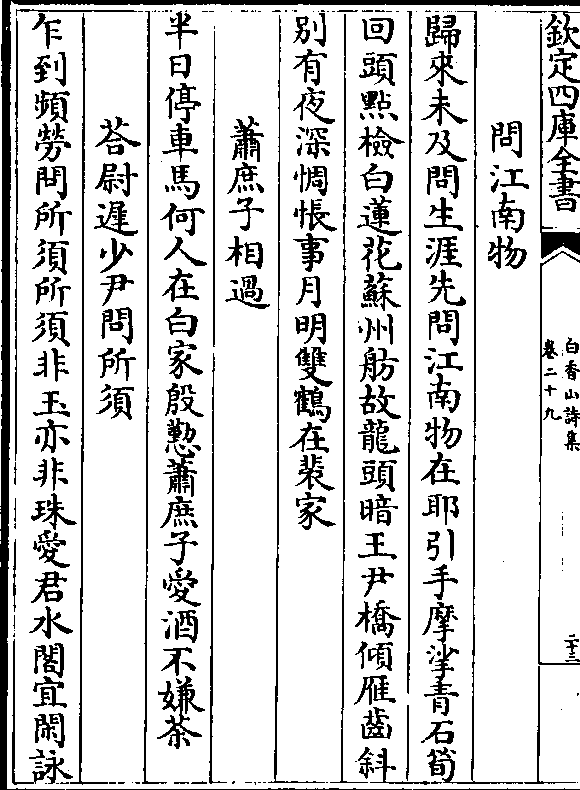 欽定四庫全書
白香山詩集
卷二十九
二十三
問江南物
歸來未及問生涯先問江南物在耶引手摩挲青石筍
回頭點檢白蓮花蘇州舫故龍頭暗王尹橋傾雁齒斜
别有夜深惆悵事月明雙鶴在裴家
蕭庶子相過
半日停車馬何人在白家殷懃蕭庶子愛酒不嫌茶
荅尉遲少尹問所須
乍到頻勞問所須所須非玉亦非珠愛君水閣宜閑詠